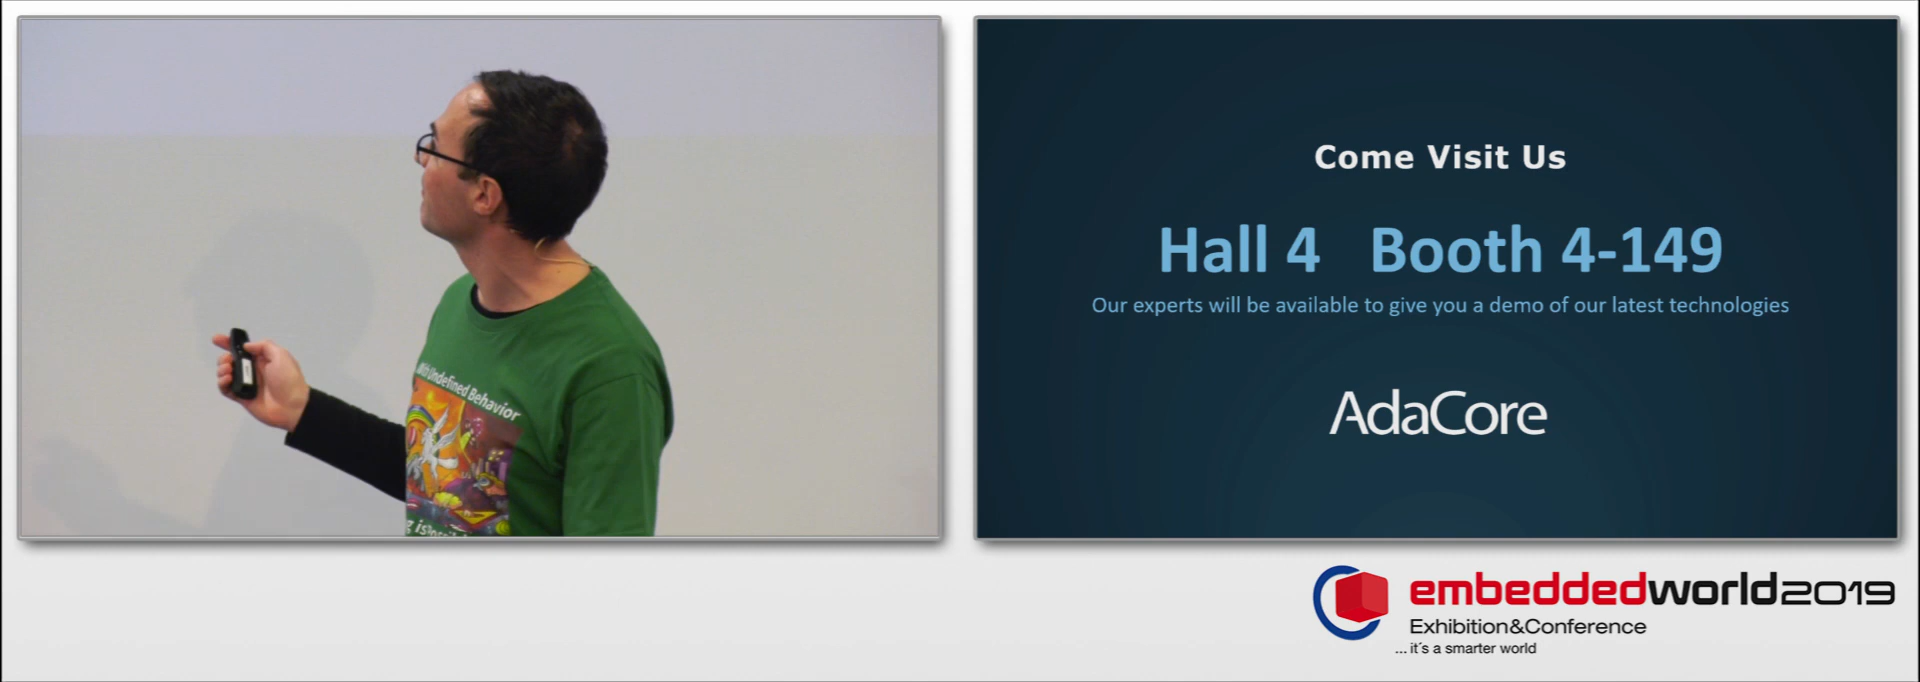 With Undefined Behavior
Come Visit Us
Hall 4 Booth 4-149
Our experts will be available to give you a demo of our latest technologies
AdaCore
embeddedworld2019
Exhibition&Conference
... it's a smarter world